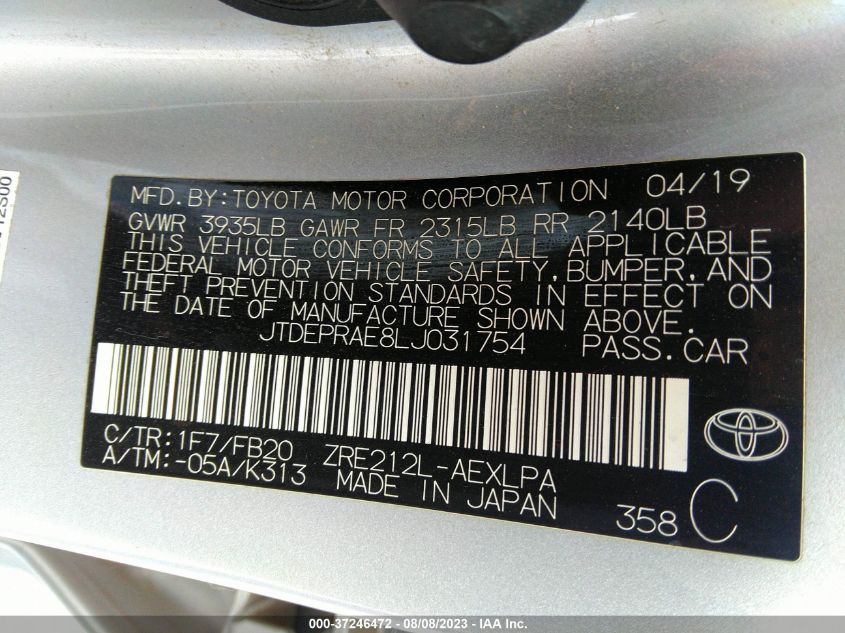 MFD.BY:TOYOTA MOTOR CORPORATION 04/19
GVWR 3935LB GAWR FR 2315LB RR 2140LB
THIS VEHICLE CONFORMS TO ALL APPLICABLE
FEDERAL MOTOR VEHICLE SAFETY, BUMPER, AND
THEFT PREVENTION STANDARDS IN EFFECT ON
THE DATE OF MANUFACTURE SHOWN ABOVE.
JTDEPRAE8LJ031754 PASS.CAR
C/TR:1F7/FB20 ZRE212L-AEXLPA
A/TM:-05A/K313 MADE IN JAPAN
358 C
000-37246472 - 08/08/2023 - IAA, Inc.